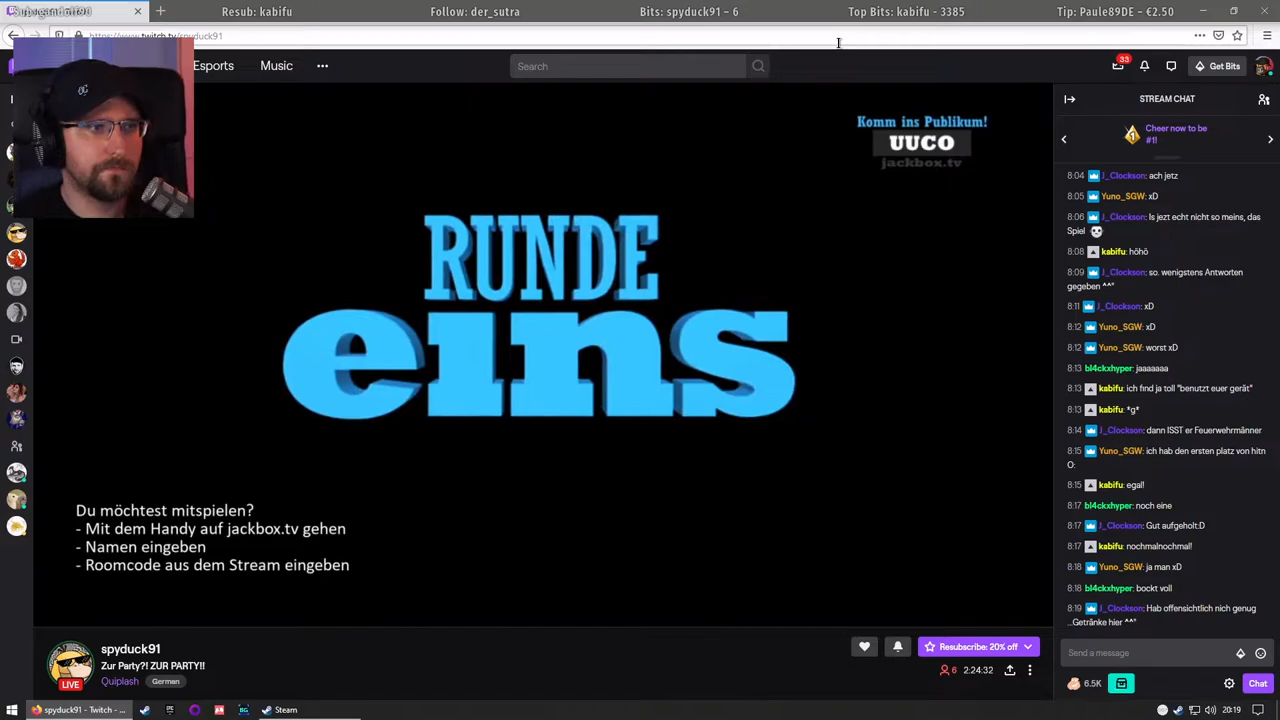 Resub: kabifu
Follow: der_sutra
Bits: spyduck91 - 6
Top Bits: kabifu - 3385
Tip: Paule89DE - €2.50
https://www.twitch.tv/spyduck91
Esports
Music
Search
33
Get Bits
Komm ins Publikum!
UUCO
jackbox.tv
RUNDE
eins
Du möchtest mitspielen?
- Mit dem Handy auf jackbox.tv gehen
- Namen eingeben
- Roomcode aus dem Stream eingeben
STREAM CHAT
1
Cheer now to be
#1!
8:04 J_Clockson: ach jetz
8:05 Yuno_SGW: xD
8:06 J_Clockson: Is jezt echt nicht so meins, das
Spiel
8:08 kabifu: höhö
8:09 J_Clockson: so. wenigstens Antworten
gegeben ^^"
8:11 J_Clockson: xD
8:12 Yuno_SGW: xD
8:12 Yuno_SGW: worst xD
8:13 bl4ckxhyper: jaaaaaaa
8:13 kabifu: ich find ja toll "benutzt euer gerät"
8:13 kabifu: *g*
8:14 J_Clockson: dann ISST er Feuerwehrmänner
8:15 Yuno_SGW: ich hab den ersten platz von hitn
O:
8:15 kabifu: egal!
8:17 bl4ckxhyper: noch eine
8:17 J_Clockson: Gut aufgeholt:D
8:17 kabifu: nochmalnochmal!
8:18 Yuno_SGW: ja man xD
8:18 bl4ckxhyper: bockt voll
8:19 J_Clockson: Hab offensichtlich nich genug
...Getränke hier ^^"
Send a message
6.5K
Chat
spyduck91
Zur Party?! ZUR PARTY!!
Quiplash
German
LIVE
Resubscribe: 20% off
6
2:24:32
spyduck91 - Twitch - ...
Steam
20:19